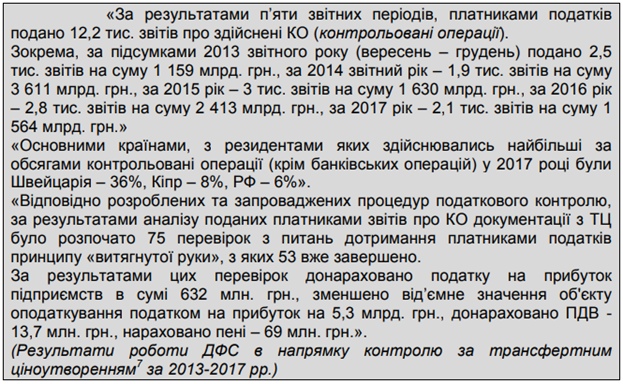 «За результатами п’яти звітних періодів, платниками податків
подано 12,2 тис. звітів про здійснені КО (контрольовані операції).
Зокрема, за підсумками 2013 звітного року (вересень – грудень) подано 2,5
тис. звітів на суму 1 159 млрд. грн., за 2014 звітний рік – 1,9 тис. звітів на суму
3 611 млрд. грн., за 2015 рік – 3 тис. звітів на суму 1 630 млрд. грн., за 2016 рік
– 2,8 тис. звітів на суму 2 413 млрд. грн., за 2017 рік – 2,1 тис. звітів на суму 1
564 млрд. грн.»
«Основними країнами, з резидентами яких здійснювались найбільші за
обсягами контрольовані операції (крім банківських операцій) у 2017 році були
Швейцарія – 36%, Кіпр – 8%, РФ – 6%».
«Відповідно розроблених та запроваджених процедур податкового контролю,
за результатами аналізу поданих платниками звітів про КО документації з ТЦ
було розпочато 75 перевірок з питань дотримання платниками податків
принципу «витягнутої руки», з яких 53 вже завершено.
За результатами цих перевірок донараховано податку на прибуток
підприємств в сумі 632 млн. грн., зменшено від’ємне значення об'єкту
оподаткування податком на прибуток на 5,3 млрд. грн., донараховано ПДВ -
13,7 млн. грн., нараховано пені – 69 млн. грн.».
(Результати роботи ДФС в напрямку контролю за трансфертним
ціноутворенням7 за 2013-2017 рр.)